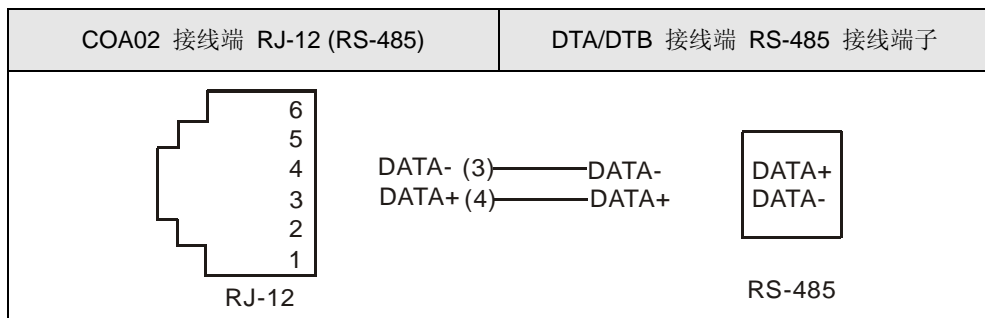 COA02 接线端 RJ-12 (RS-485)
DTA/DTB 接线端 RS-485 接线端子
6
5
4
3
2
1
RJ-12
DATA- (3) DATA-
DATA+ (4) DATA+
DATA+
DATA-
RS-485